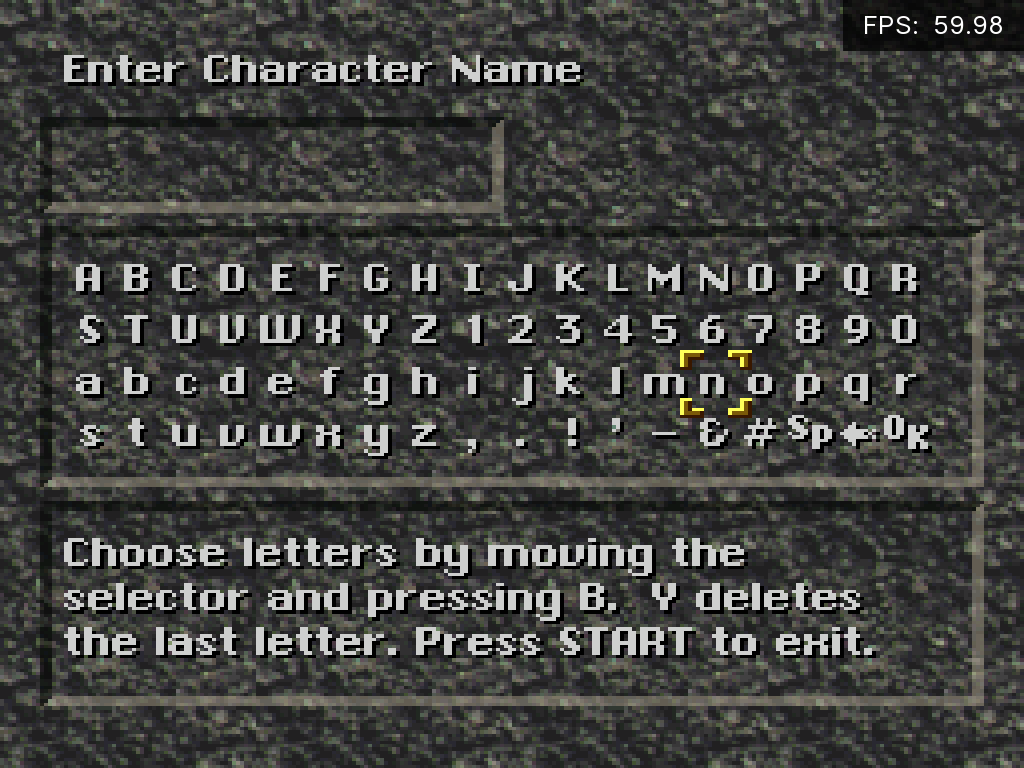 FPS: 59.98
Enter Character Name
A B C D E F G H I J K L M N O P Q R
S T U V W X Y Z 1 2 3 4 5 6 7 8 9 0
a b c d e f g h i j k l m n o p q r
s t u v w x y z , . ! ' - & # Sp ← OK
Choose letters by moving the
selector and pressing B.  Y deletes
the last letter. Press START to exit.